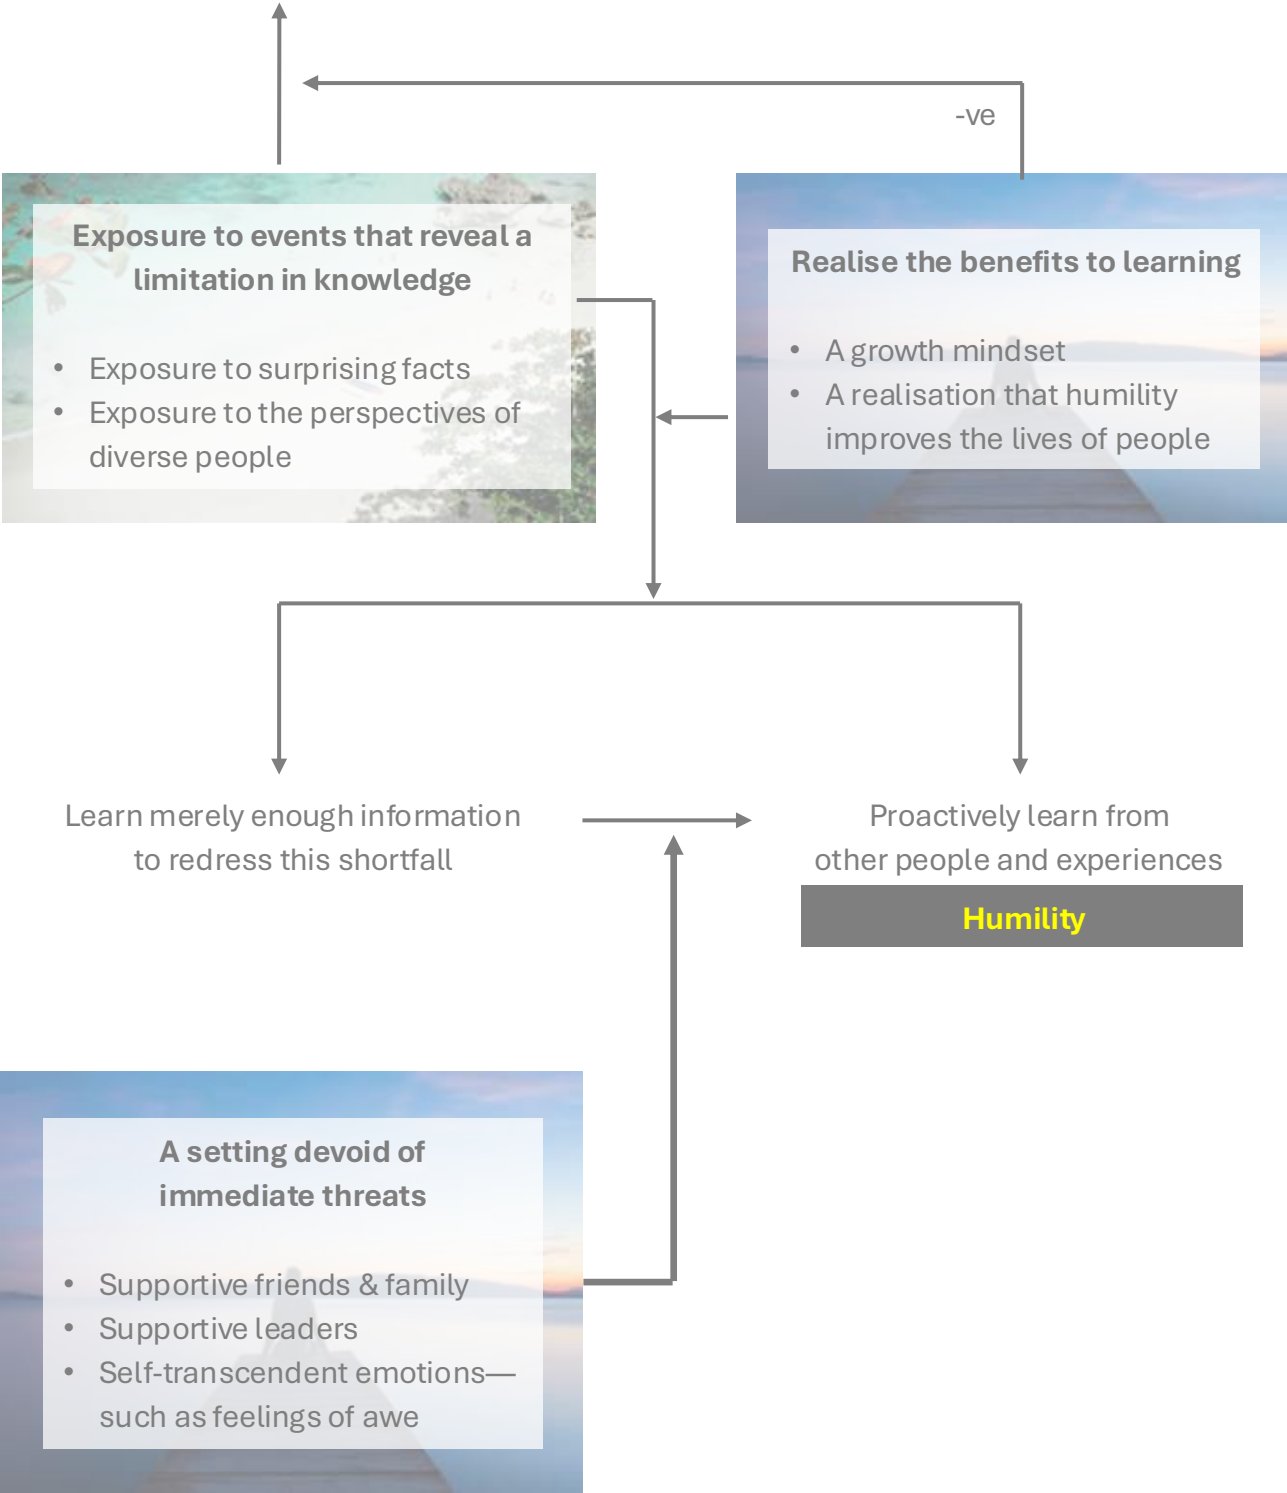 -ve
Exposure to events that reveal a
limitation in knowledge
• Exposure to surprising facts
• Exposure to the perspectives of
diverse people
Realise the benefits to learning
• A growth mindset
• A realisation that humility
improves the lives of people
Learn merely enough information
to redress this shortfall
Proactively learn from
other people and experiences
Humility
A setting devoid of
immediate threats
• Supportive friends & family
• Supportive leaders
• Self-transcendent emotions—
such as feelings of awe